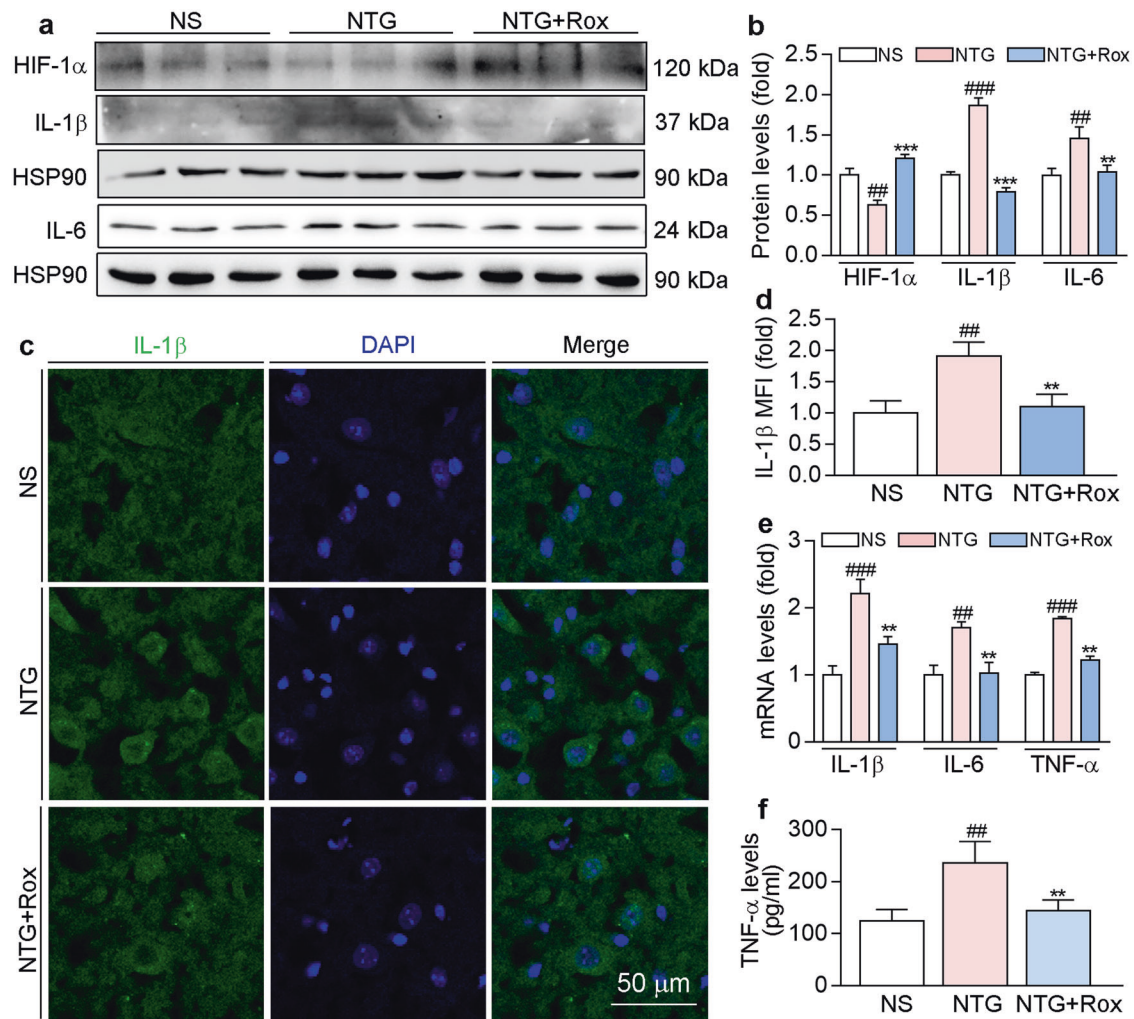 a
NS NTG NTG+Rox
HIF-1α 120 kDa
IL-1β 37 kDa
HSP90 90 kDa
IL-6 24 kDa
HSP90 90 kDa
b
NS NTG NTG+Rox
Protein levels (fold)
2.5
2.0
1.5
1.0
0.5
0.0
## *** ### *** ## **
HIF-1α IL-1β IL-6
c
IL-1β DAPI Merge
NS
NTG
NTG+Rox
50 μm
d
IL-1β MFI (fold)
2.5
2.0
1.5
1.0
0.5
0.0
## **
NS NTG NTG+Rox
e
NS NTG NTG+Rox
mRNA levels (fold)
3
2
1
0
### ** ## ** ### **
IL-1β IL-6 TNF-α
f
TNF-α levels
(pg/ml)
300
200
100
0
## **
NS NTG NTG+Rox